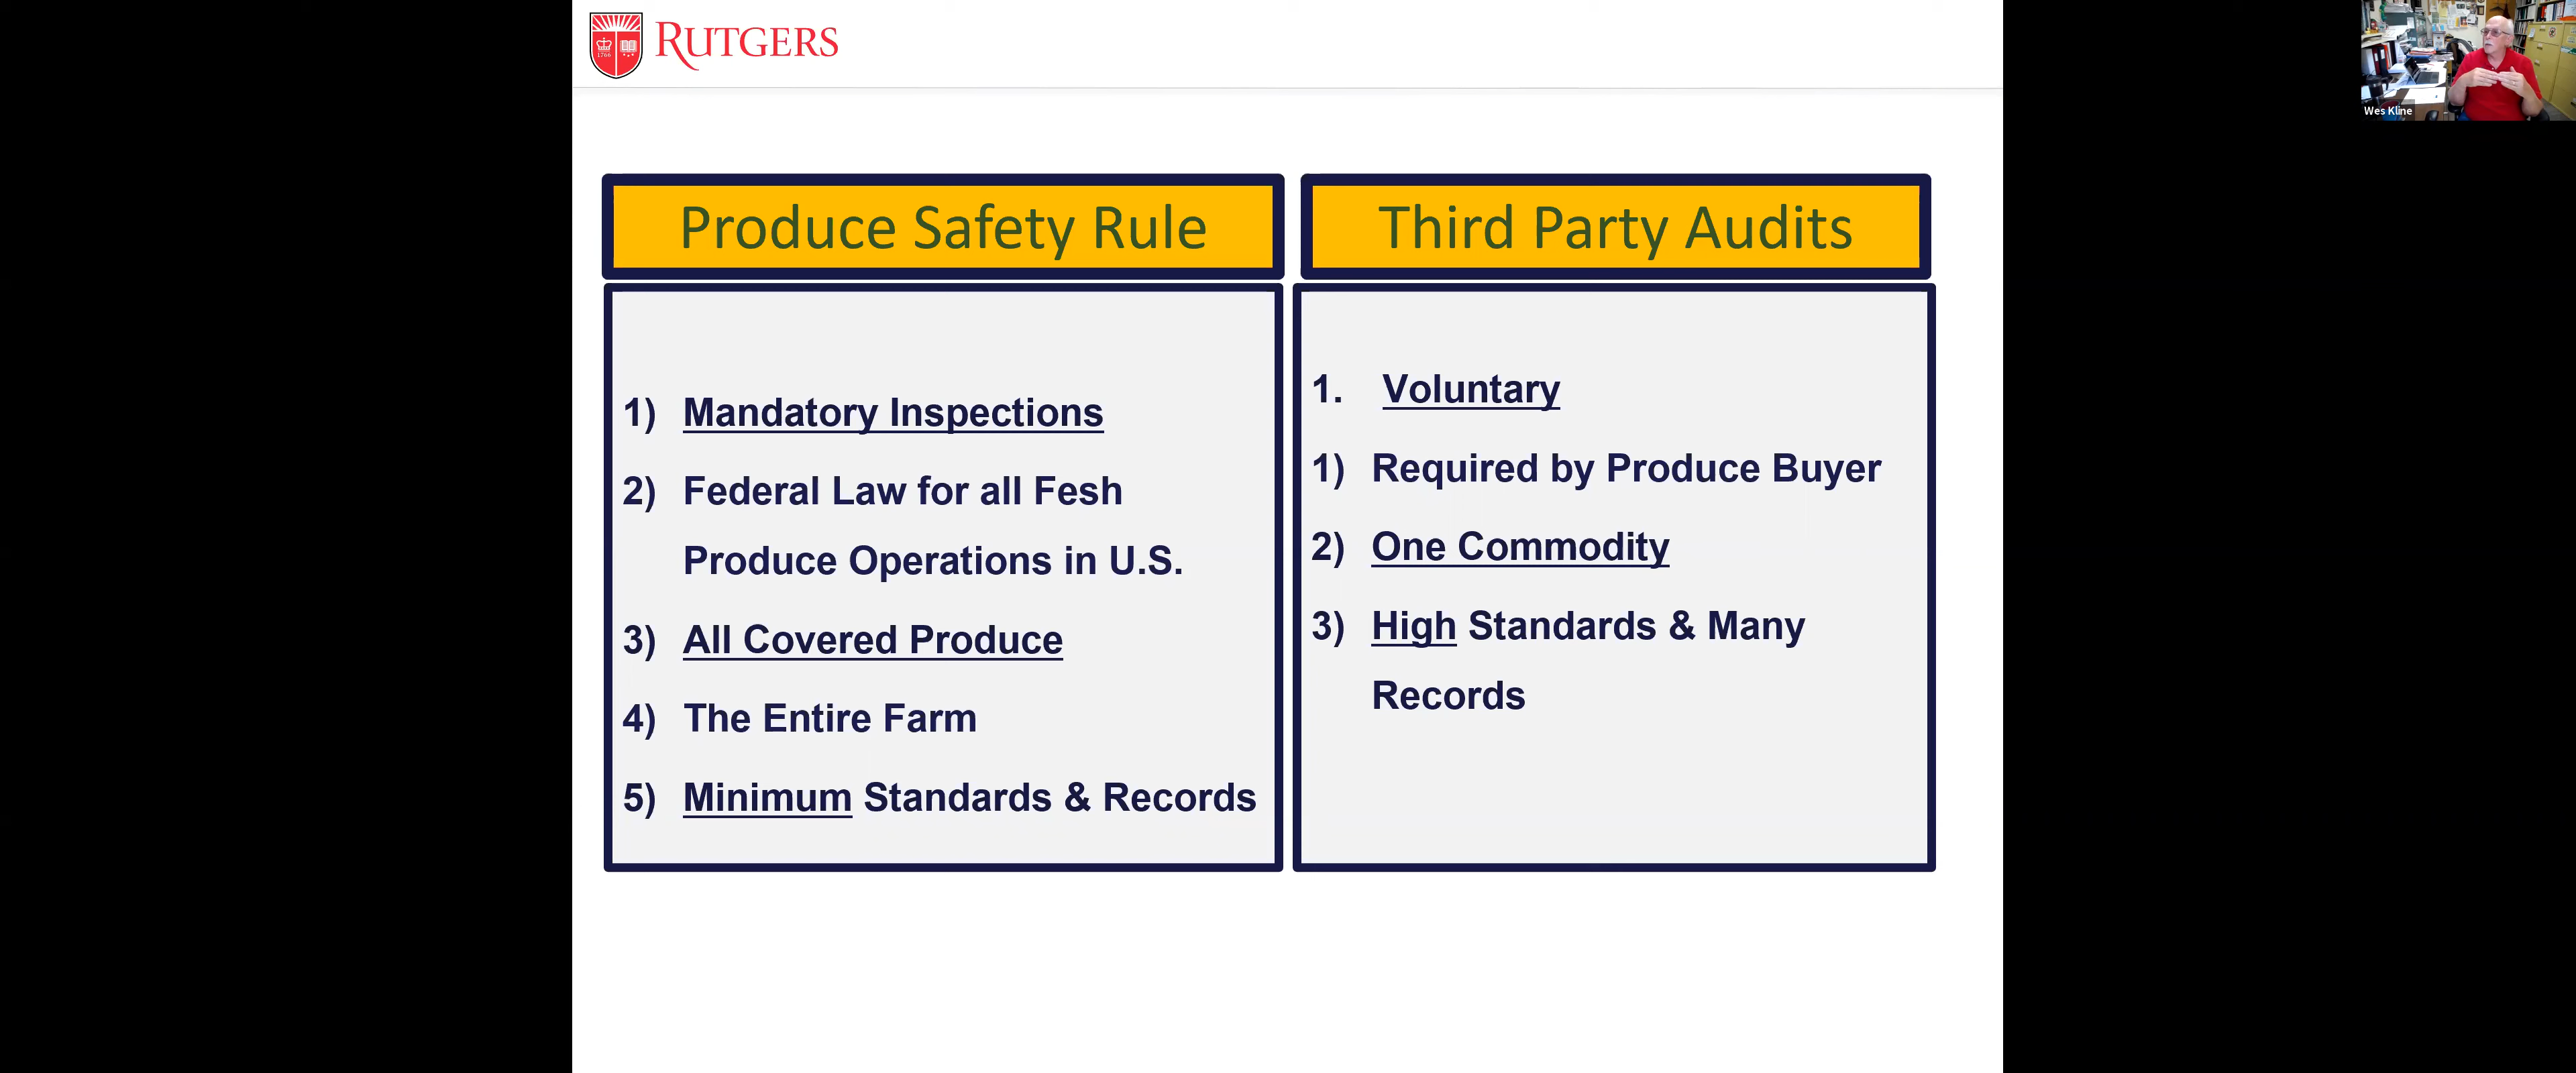 RUTGERS
1766
Wes Kline
Produce Safety Rule
1) Mandatory Inspections
2) Federal Law for all Fesh
Produce Operations in U.S.
3) All Covered Produce
4) The Entire Farm
5) Minimum Standards & Records
Third Party Audits
1. Voluntary
1) Required by Produce Buyer
2) One Commodity
3) High Standards & Many
Records